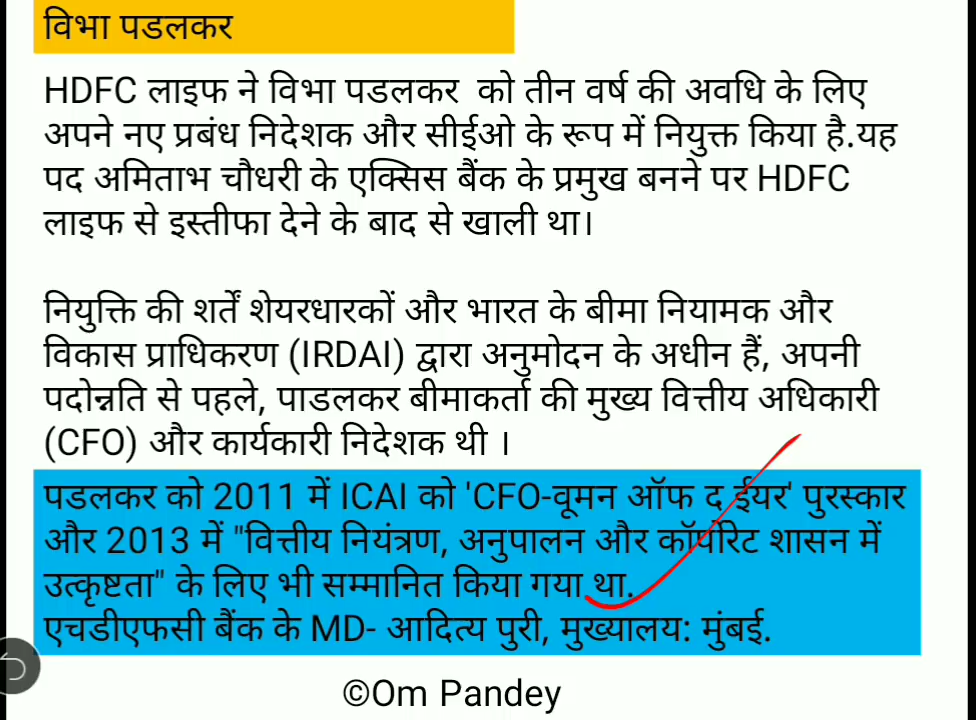 विभा पडलकर
HDFC लाइफ ने विभा पडलकर को तीन वर्ष की अवधि के लिए
अपने नए प्रबंध निदेशक और सीईओ के रूप में नियुक्त किया है.यह
पद अमिताभ चौधरी के एक्सिस बैंक के प्रमुख बनने पर HDFC
लाइफ से इस्तीफा देने के बाद से खाली था।
नियुक्ति की शर्तें शेयरधारकों और भारत के बीमा नियामक और
विकास प्राधिकरण (IRDAI) द्वारा अनुमोदन के अधीन हैं, अपनी
पदोन्नति से पहले, पाडलकर बीमाकर्ता की मुख्य वित्तीय अधिकारी
(CFO) और कार्यकारी निदेशक थी ।
पडलकर को 2011 में ICAI को 'CFO-वूमन ऑफ द ईयर' पुरस्कार
और 2013 में "वित्तीय नियंत्रण, अनुपालन और कॉर्पोरेट शासन में
उत्कृष्टता" के लिए भी सम्मानित किया गया था.
एचडीएफसी बैंक के MD- आदित्य पुरी, मुख्यालय: मुंबई.
©Om Pandey